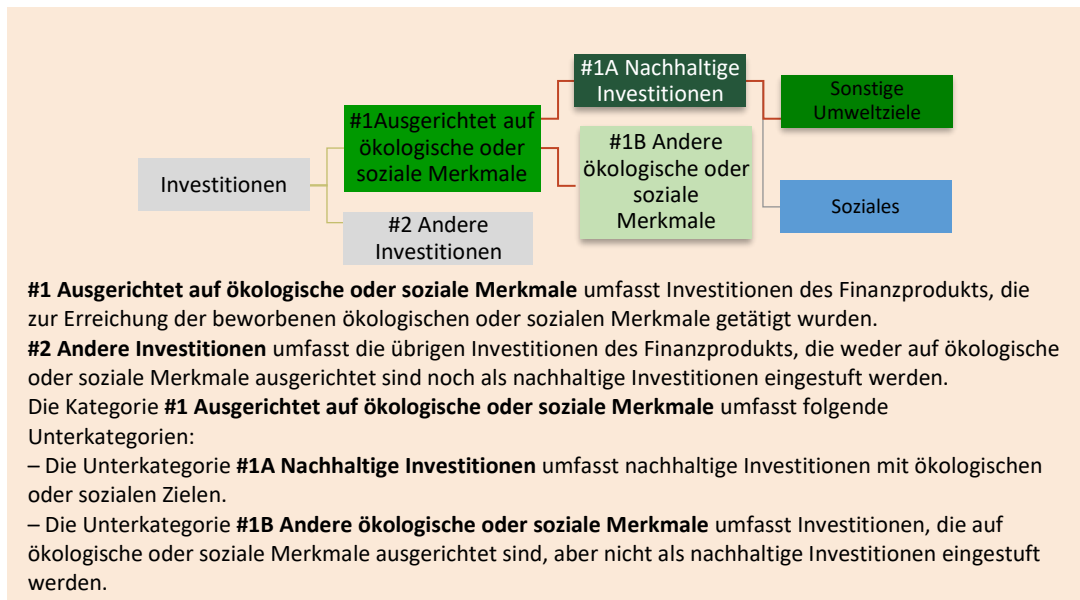 #1A Nachhaltige
Investitionen
Sonstige
Umweltziele
#1Ausgerichtet auf
ökologische oder
soziale Merkmale
#1B Andere
ökologische oder
soziale
Merkmale
Investitionen
Soziales
#2 Andere
Investitionen
#1 Ausgerichtet auf ökologische oder soziale Merkmale umfasst Investitionen des Finanzprodukts, die
zur Erreichung der beworbenen ökologischen oder sozialen Merkmale getätigt wurden.
#2 Andere Investitionen umfasst die übrigen Investitionen des Finanzprodukts, die weder auf ökologische
oder soziale Merkmale ausgerichtet sind noch als nachhaltige Investitionen eingestuft werden.
Die Kategorie #1 Ausgerichtet auf ökologische oder soziale Merkmale umfasst folgende
Unterkategorien:
– Die Unterkategorie #1A Nachhaltige Investitionen umfasst nachhaltige Investitionen mit ökologischen
oder sozialen Zielen.
– Die Unterkategorie #1B Andere ökologische oder soziale Merkmale umfasst Investitionen, die auf
ökologische oder soziale Merkmale ausgerichtet sind, aber nicht als nachhaltige Investitionen eingestuft
werden.